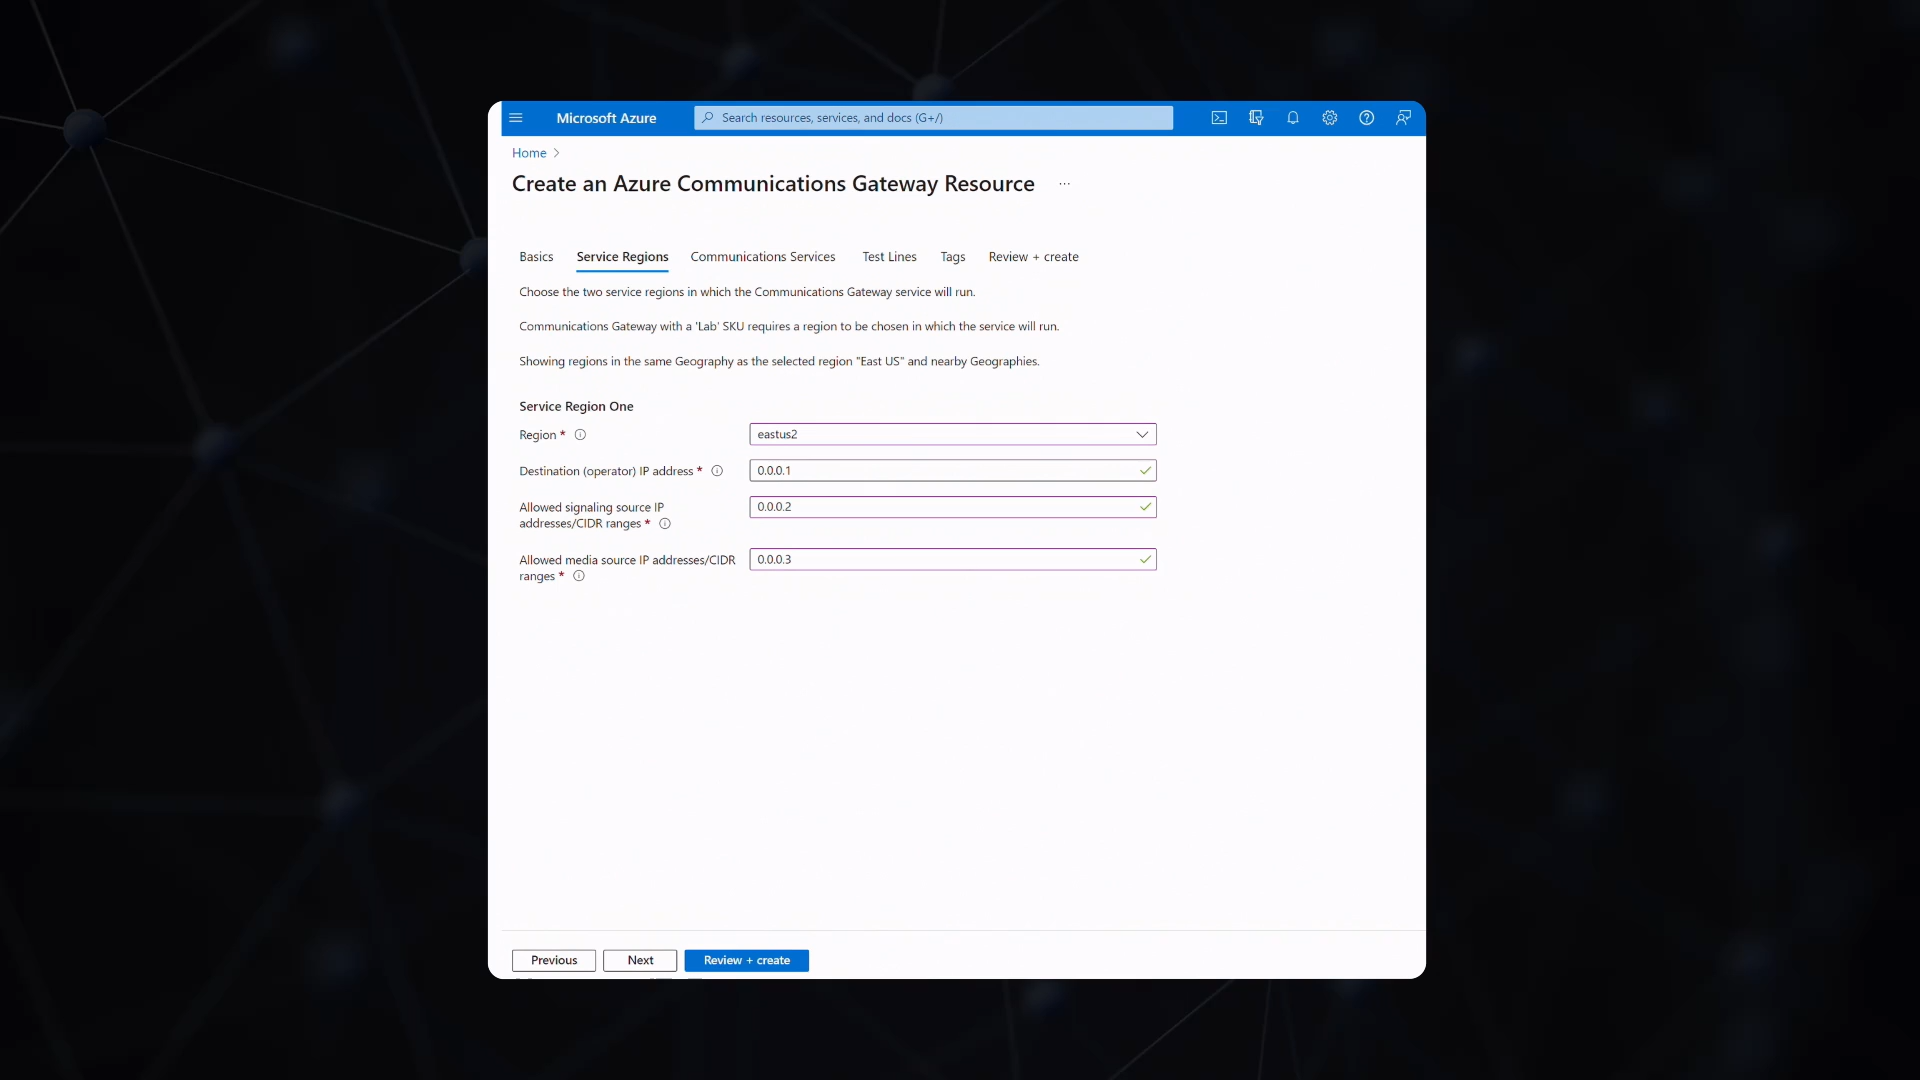 Microsoft Azure
Search resources, services, and docs (G+/)
Home
Create an Azure Communications Gateway Resource
...
Basics Service Regions Communications Services Test Lines Tags Review + create
Choose the two service regions in which the Communications Gateway service will run.
Communications Gateway with a 'Lab' SKU requires a region to be chosen in which the service will run.
Showing regions in the same Geography as the selected region "East US" and nearby Geographies.
Service Region One
Region * eastus2
Destination (operator) IP address * 0.0.0.1
Allowed signaling source IP
addresses/CIDR ranges * 0.0.0.2
Allowed media source IP addresses/CIDR
ranges * 0.0.0.3
Previous Next Review + create